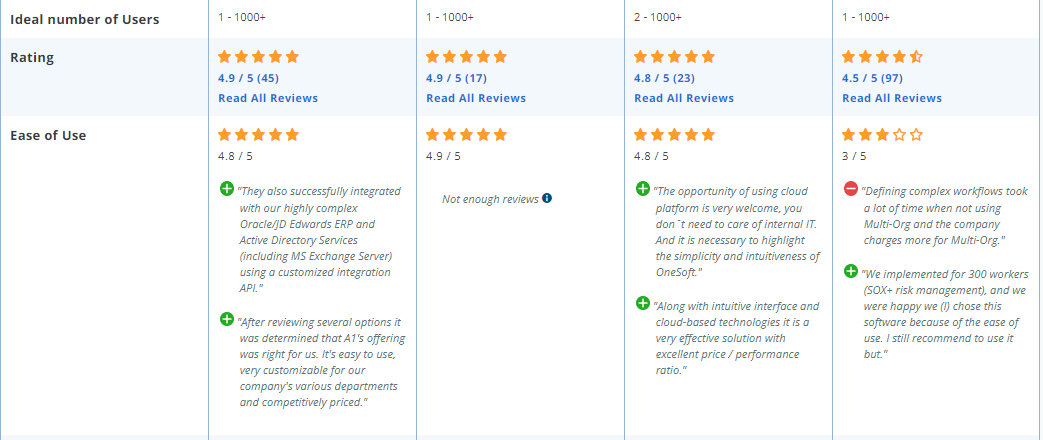 Ideal number of Users
1 - 1000+
1 - 1000+
2 - 1000+
1 - 1000+
Rating
4.9 / 5 (45)
Read All Reviews
4.9 / 5 (17)
Read All Reviews
4.8 / 5 (23)
Read All Reviews
4.5 / 5 (97)
Read All Reviews
Ease of Use
4.8 / 5
"They also successfully integrated
with our highly complex
Oracle/JD Edwards ERP and
Active Directory Services
(including MS Exchange Server)
using a customized integration
API."
"After reviewing several options it
was determined that A1's offering
was right for us. It's easy to use,
very customizable for our
company's various departments
and competitively priced."
4.9 / 5
Not enough reviews
4.8 / 5
"The opportunity of using cloud
platform is very welcome, you
don´t need to care of internal IT.
And it is necessary to highlight
the simplicity and intuitiveness of
OneSoft."
"Along with intuitive interface and
cloud-based technologies it is a
very effective solution with
excellent price / performance
ratio."
3 / 5
"Defining complex workflows took
a lot of time when not using
Multi-Org and the company
charges more for Multi-Org."
"We implemented for 300 workers
(SOX+ risk management), and we
were happy we (I) chose this
software because of the ease of
use. I still recommend to use it
but."